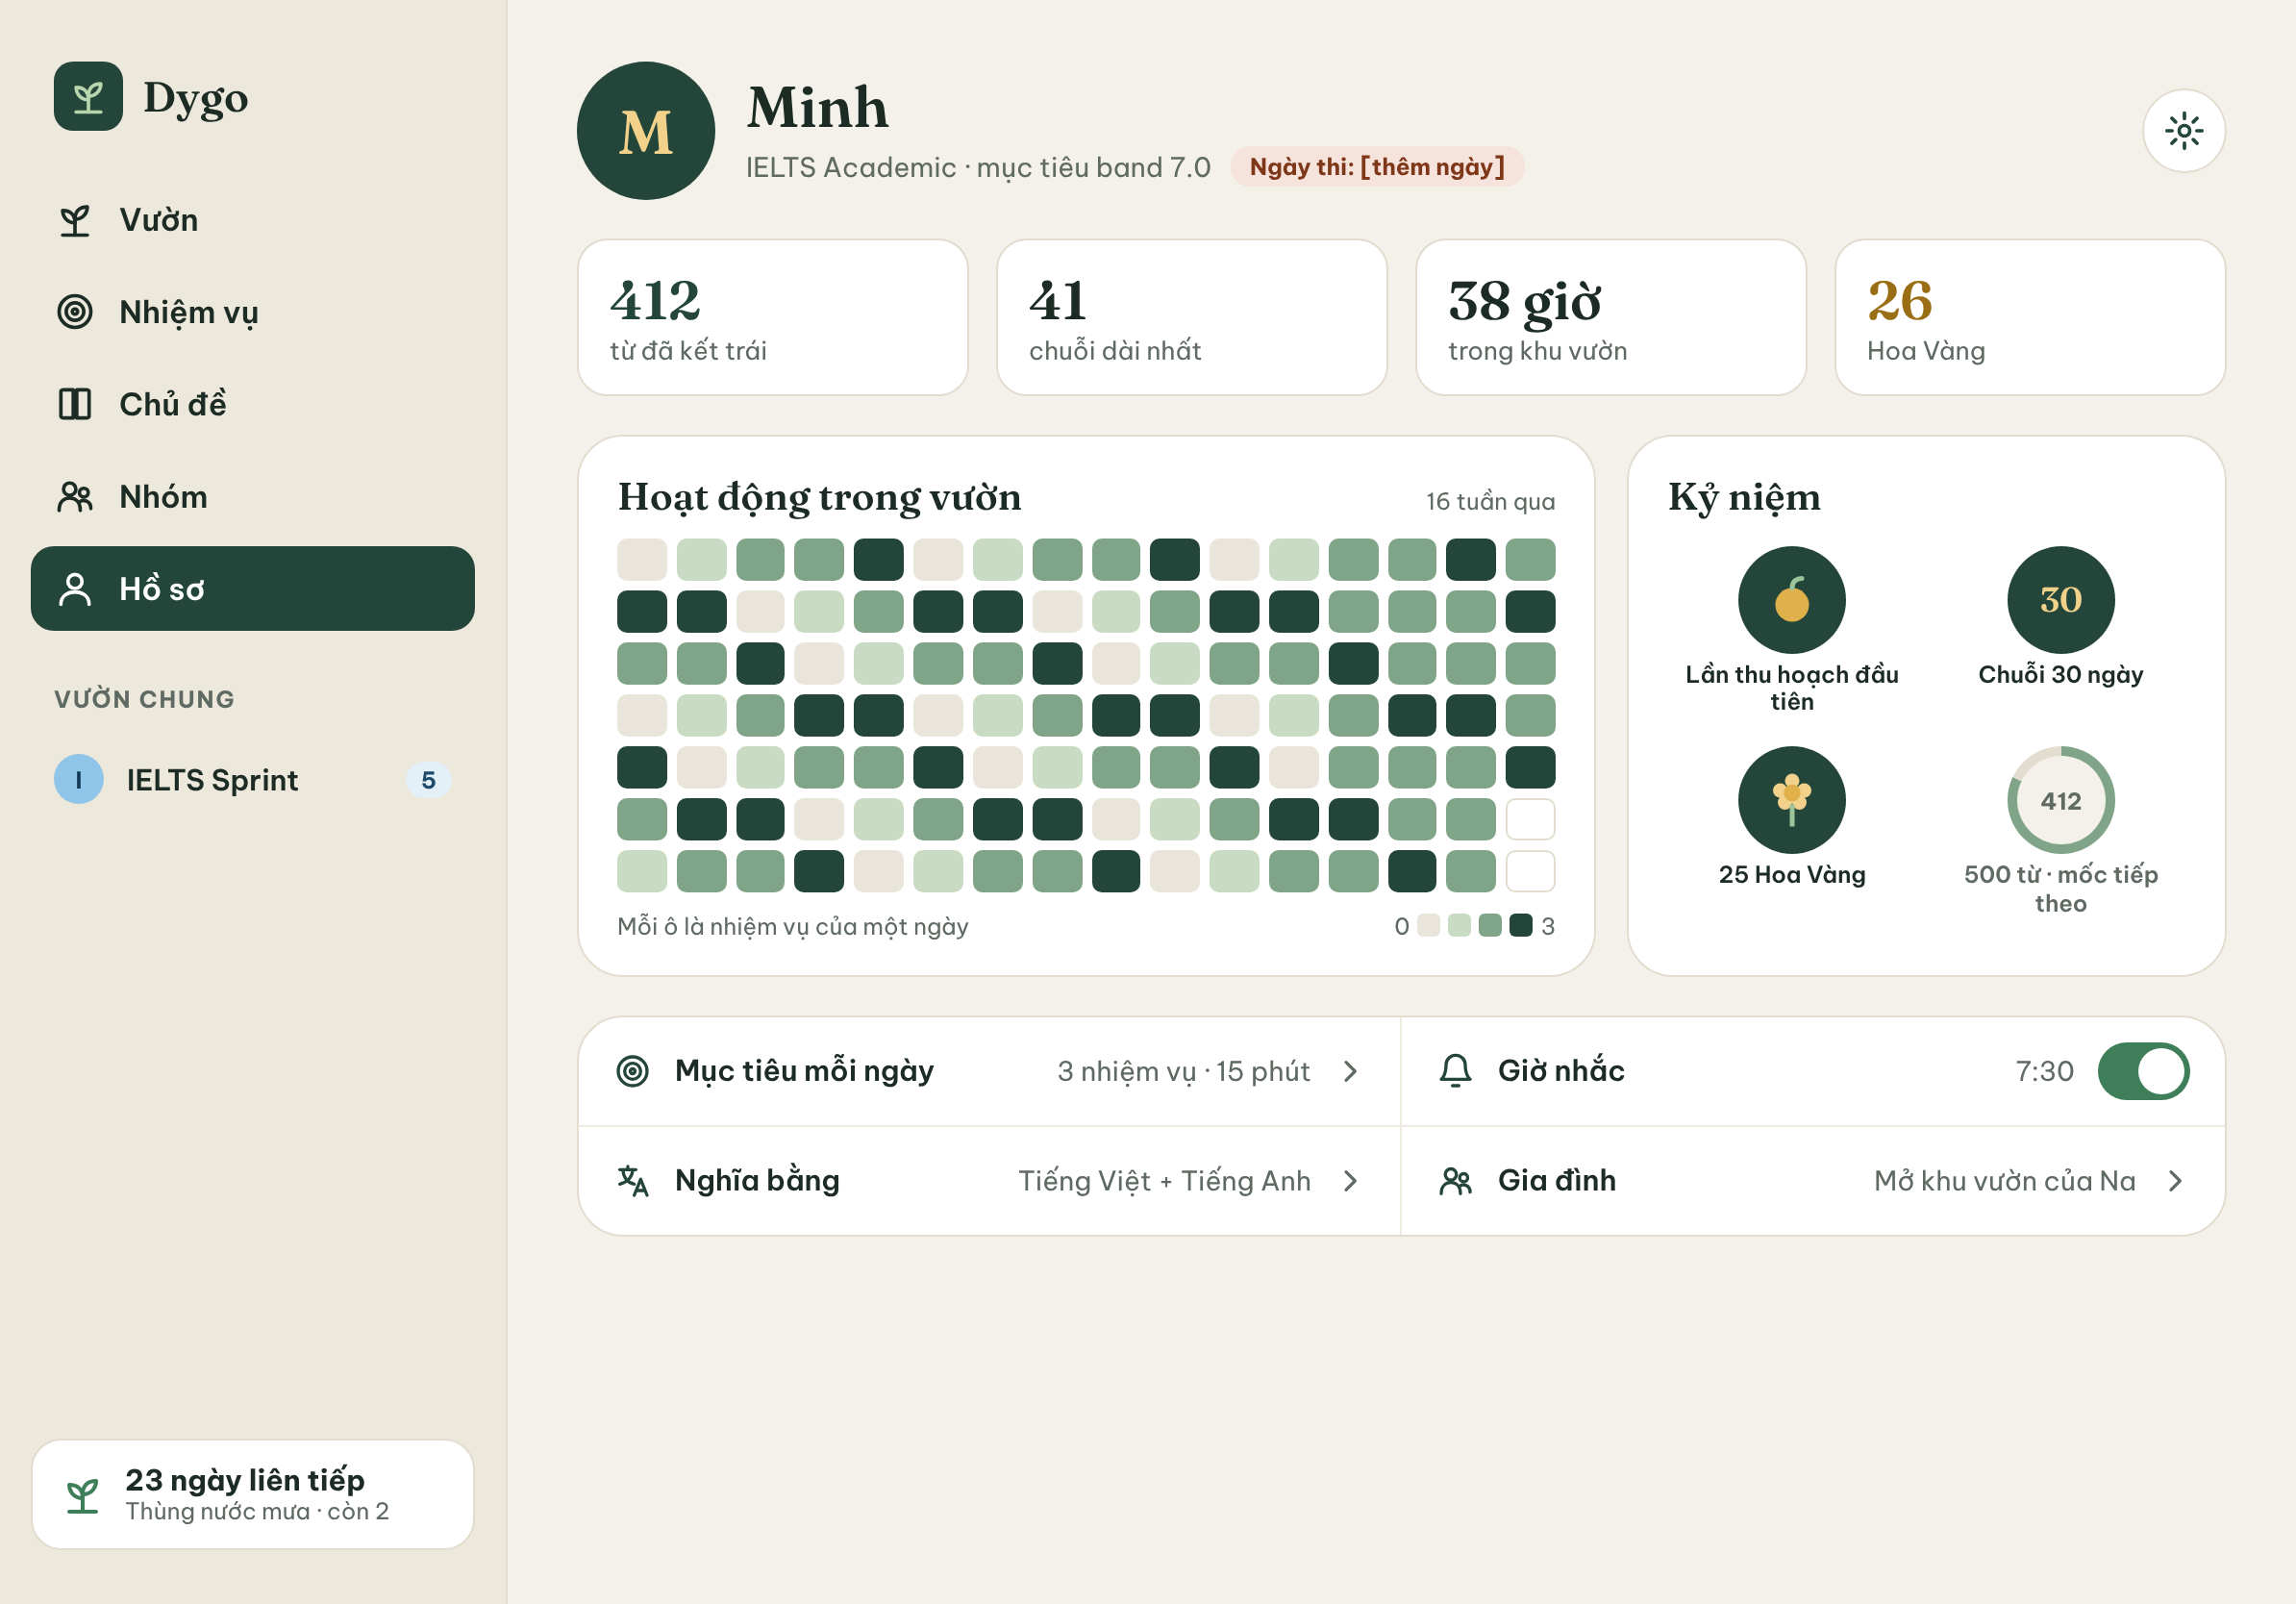 Dygo
Vườn
Nhiệm vụ
Chủ đề
Nhóm
Hồ sơ
VƯỜN CHUNG
I IELTS Sprint 5
23 ngày liên tiếp
Thùng nước mưa · còn 2
M
Minh
IELTS Academic · mục tiêu band 7.0 Ngày thi: [thêm ngày]
412
từ đã kết trái
41
chuỗi dài nhất
38 giờ
trong khu vườn
26
Hoa Vàng
Hoạt động trong vườn 16 tuần qua
Mỗi ô là nhiệm vụ của một ngày 0 3
Kỷ niệm
Lần thu hoạch đầu
tiên
30
Chuỗi 30 ngày
25 Hoa Vàng
412
500 từ · mốc tiếp
theo
Mục tiêu mỗi ngày 3 nhiệm vụ · 15 phút
Giờ nhắc 7:30
Nghĩa bằng Tiếng Việt + Tiếng Anh
Gia đình Mở khu vườn của Na